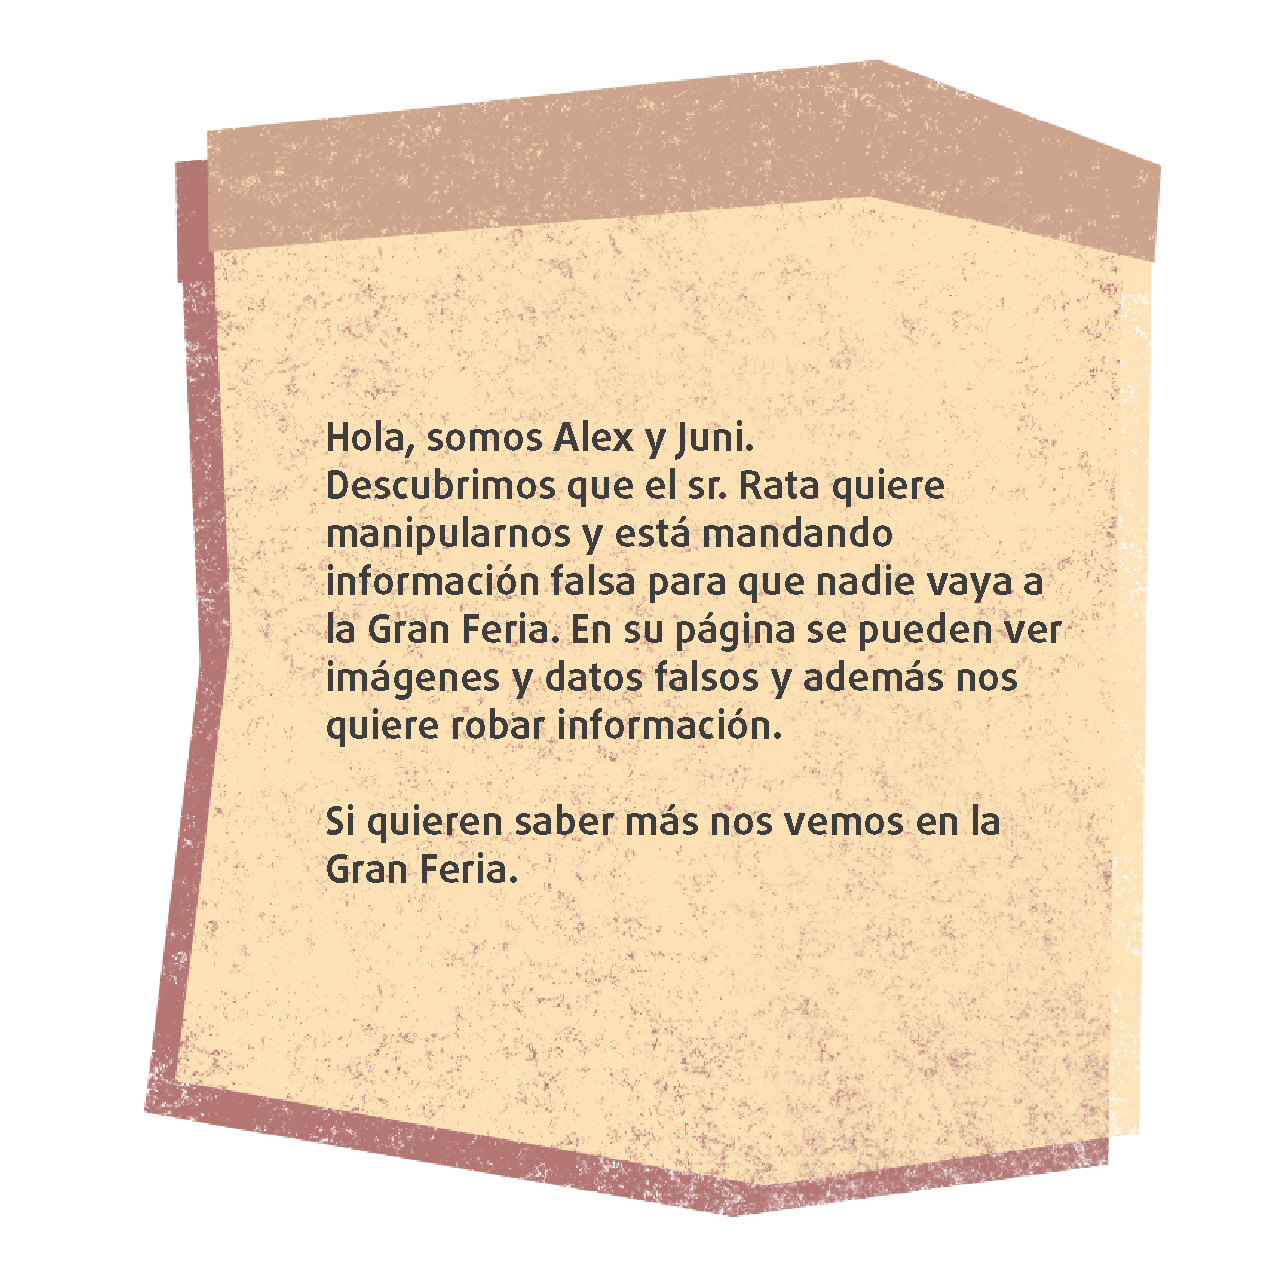 Hola, somos Alex y Juni.
Descubrimos que el sr. Rata quiere
manipularnos y está mandando
información falsa para que nadie vaya a
la Gran Feria. En su página se pueden ver
imágenes y datos falsos y además nos
quiere robar información.
Si quieren saber más nos vemos en la
Gran Feria.